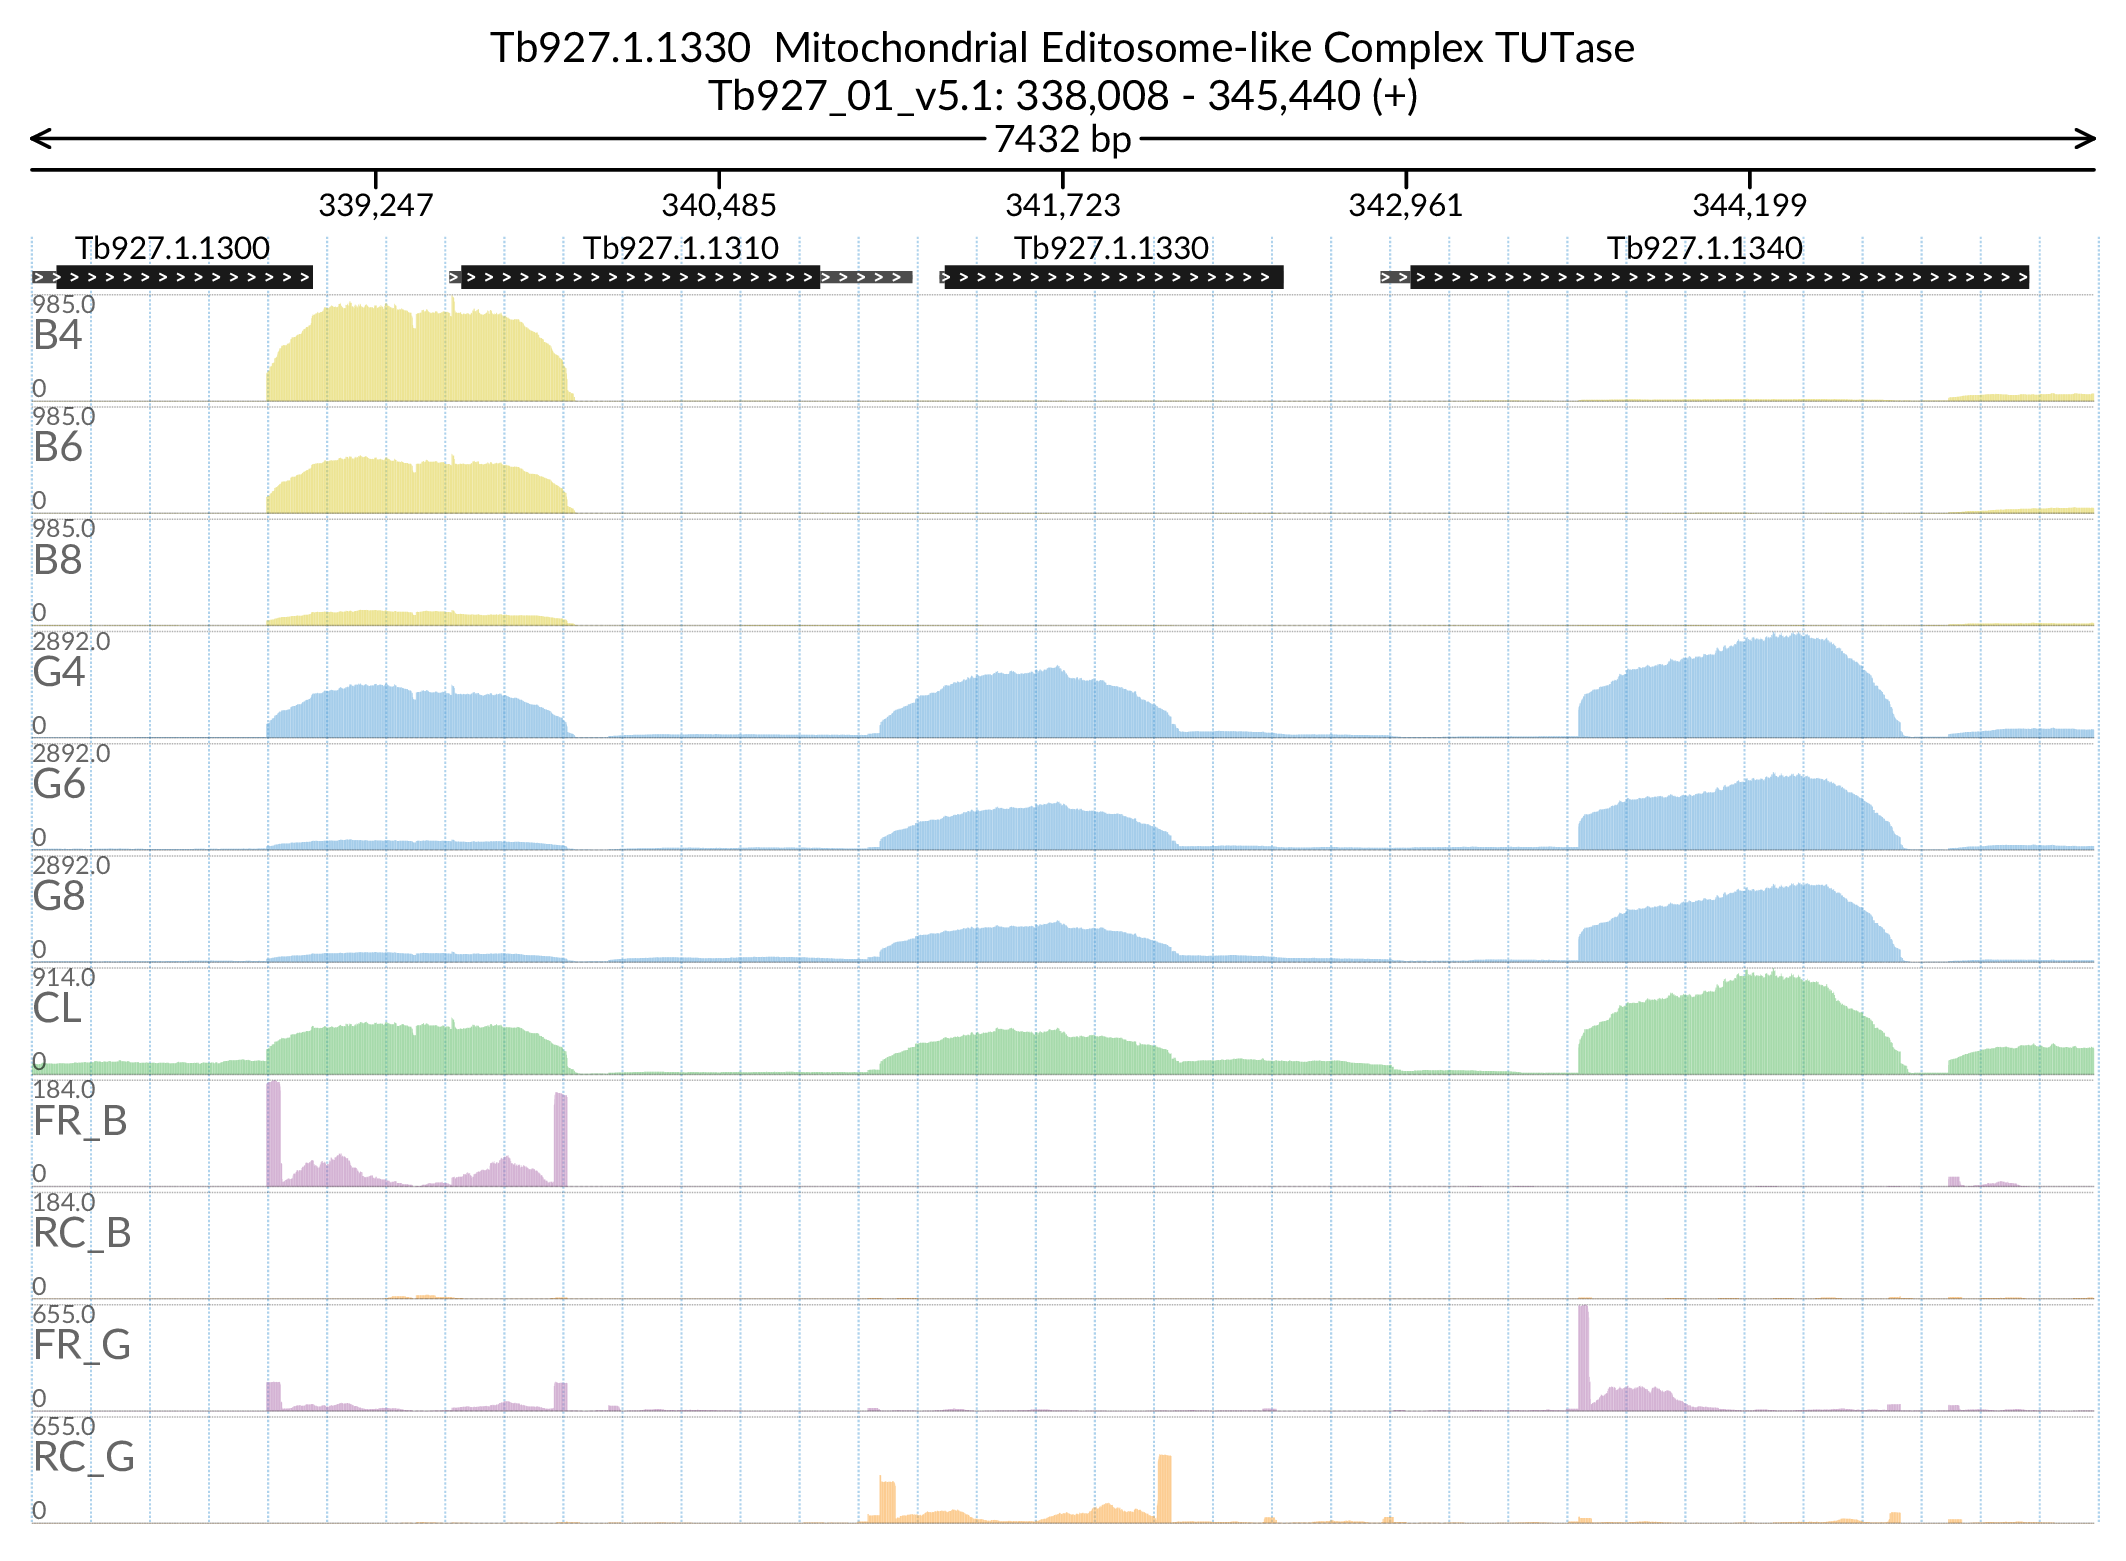 Tb927.1.1330 Mitochondrial Editosome-like Complex TUTase
Tb927_01_v5.1: 338,008 - 345,440 (+)
7432 bp
339,247 340,485 341,723 342,961 344,199
Tb927.1.1300 Tb927.1.1310 Tb927.1.1330 Tb927.1.1340
985.0
B4
0
985.0
B6
0
985.0
B8
0
2892.0
G4
0
2892.0
G6
0
2892.0
G8
0
914.0
CL
0
184.0
FR_B
0
184.0
RC_B
0
655.0
FR_G
0
655.0
RC_G
0